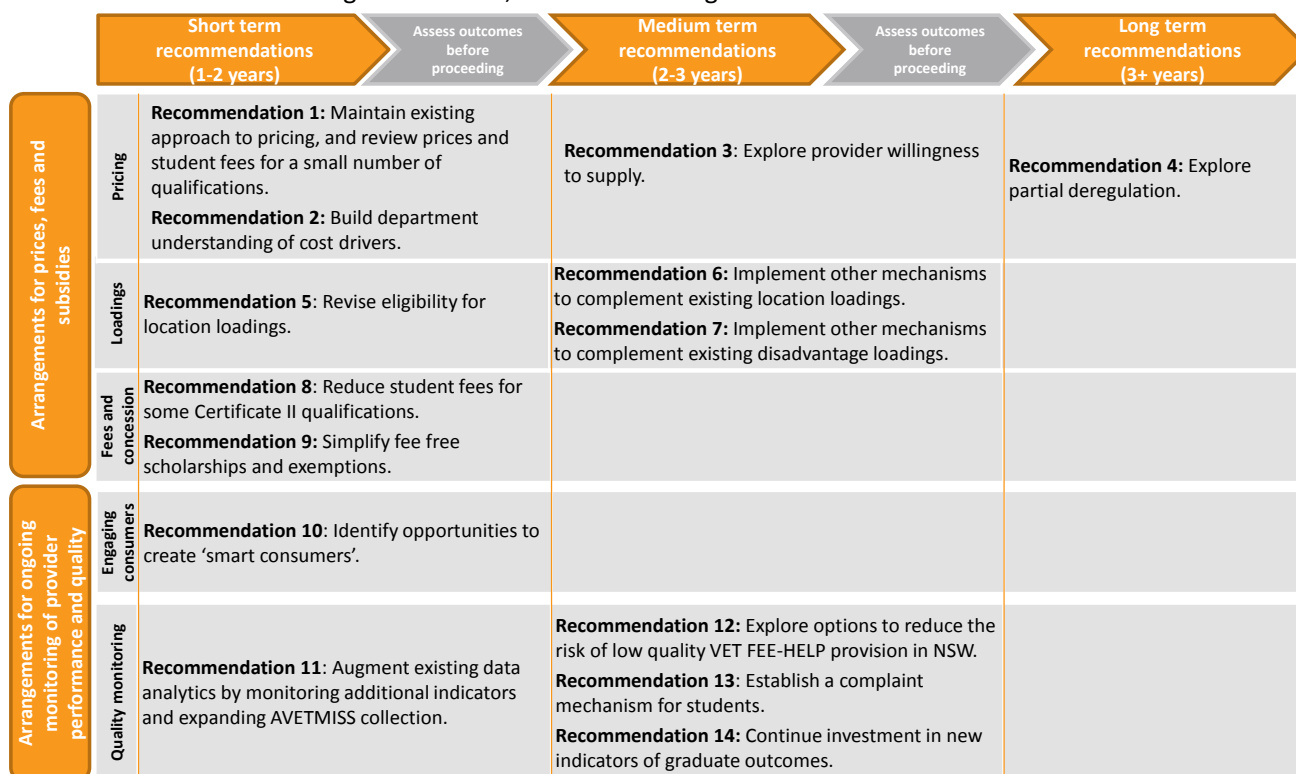 Short term
recommendations
(1-2 years)
Assess outcomes
before
proceeding
Medium term
recommendations
(2-3 years)
Assess outcomes
before
proceeding
Long term
recommendations
(3+ years)
Arrangements for prices, fees and
subsidies
Pricing
Recommendation 1: Maintain existing
approach to pricing, and review prices and
student fees for a small number of
qualifications.
Recommendation 2: Build department
understanding of cost drivers.
Recommendation 3: Explore provider willingness
to supply.
Recommendation 4: Explore
partial deregulation.
Loadings
Recommendation 5: Revise eligibility for
location loadings.
Recommendation 6: Implement other mechanisms
to complement existing location loadings.
Recommendation 7: Implement other mechanisms
to complement existing disadvantage loadings.
Fees and
concession
Recommendation 8: Reduce student fees for
some Certificate II qualifications.
Recommendation 9: Simplify fee free
scholarships and exemptions.
Arrangements for ongoing
monitoring of provider
performance and quality
Engaging
consumers
Recommendation 10: Identify opportunities to
create ‘smart consumers’.
Quality monitoring
Recommendation 11: Augment existing data
analytics by monitoring additional indicators
and expanding AVETMISS collection.
Recommendation 12: Explore options to reduce the
risk of low quality VET FEE-HELP provision in NSW.
Recommendation 13: Establish a complaint
mechanism for students.
Recommendation 14: Continue investment in new
indicators of graduate outcomes.